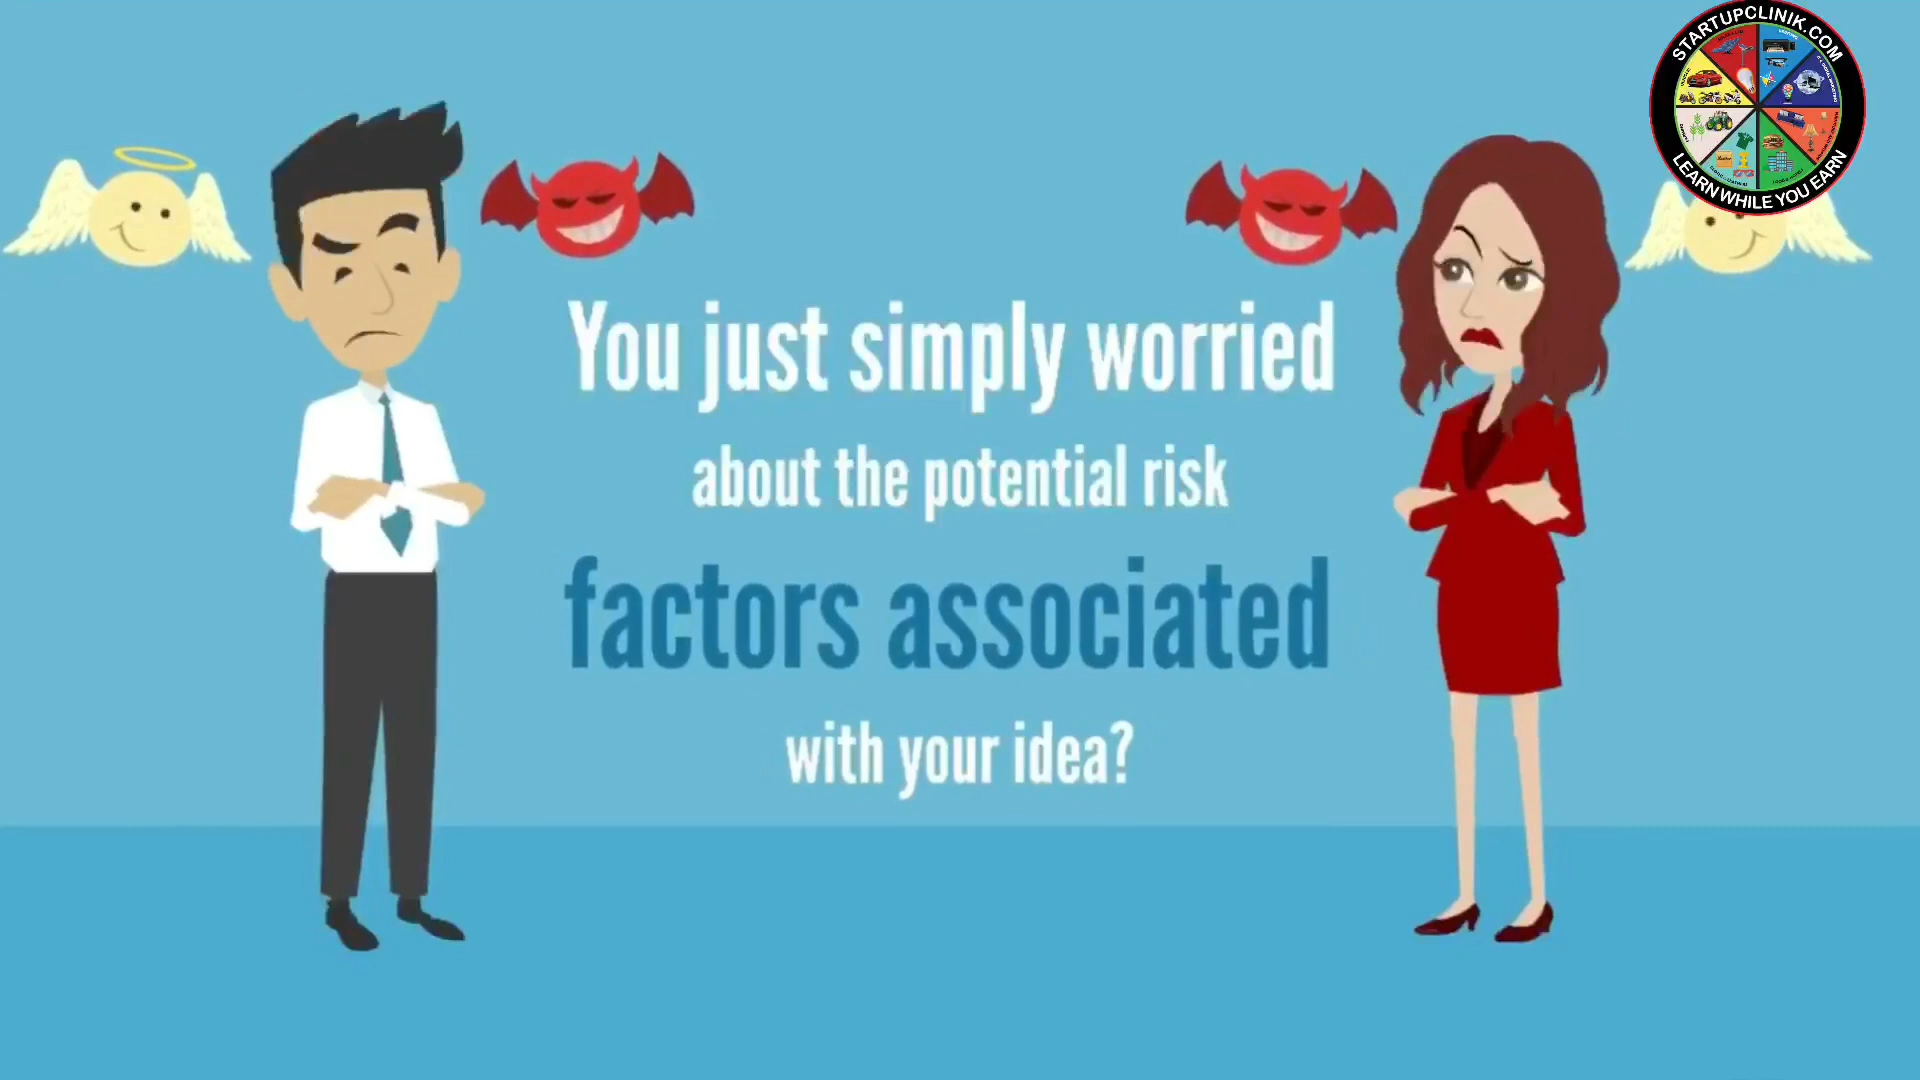 STARTUPCLINIK.COM
LEARN WHILE YOU EARN
You just simply worried
about the potential risk
factors associated
with your idea?